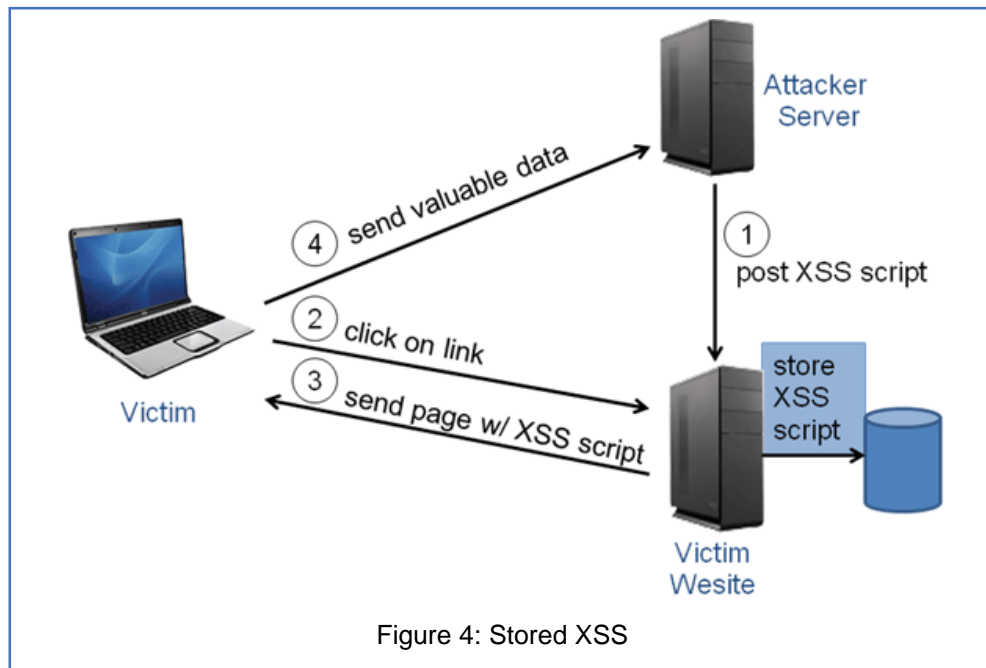 Attacker
Server
4 send valuable data
1
post XSS script
2 click on link
3 send page w/ XSS script
Victim
store
XSS
script
Victim
Wesite
Figure 4: Stored XSS